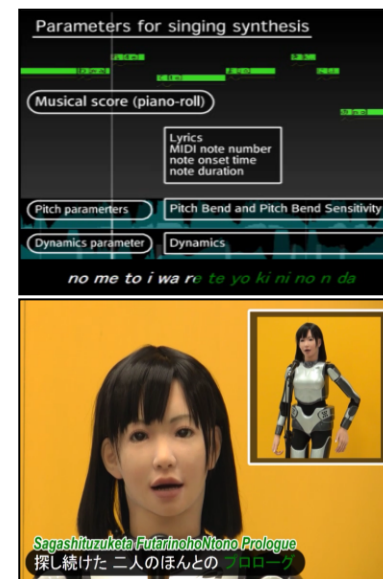 Parameters for singing synthesis
Musical score (piano-roll)
Lyrics
MIDI note number
note onset time
note duration
Pitch paramerters
Pitch Bend and Pitch Bend Sensitivity
Dynamics parameter
Dynamics
no me to i wa re te yo ki ni no n da
Sagashituzuketa FutarinohoNtono Prologue
探し続けた 二人のほんとの プロローグ